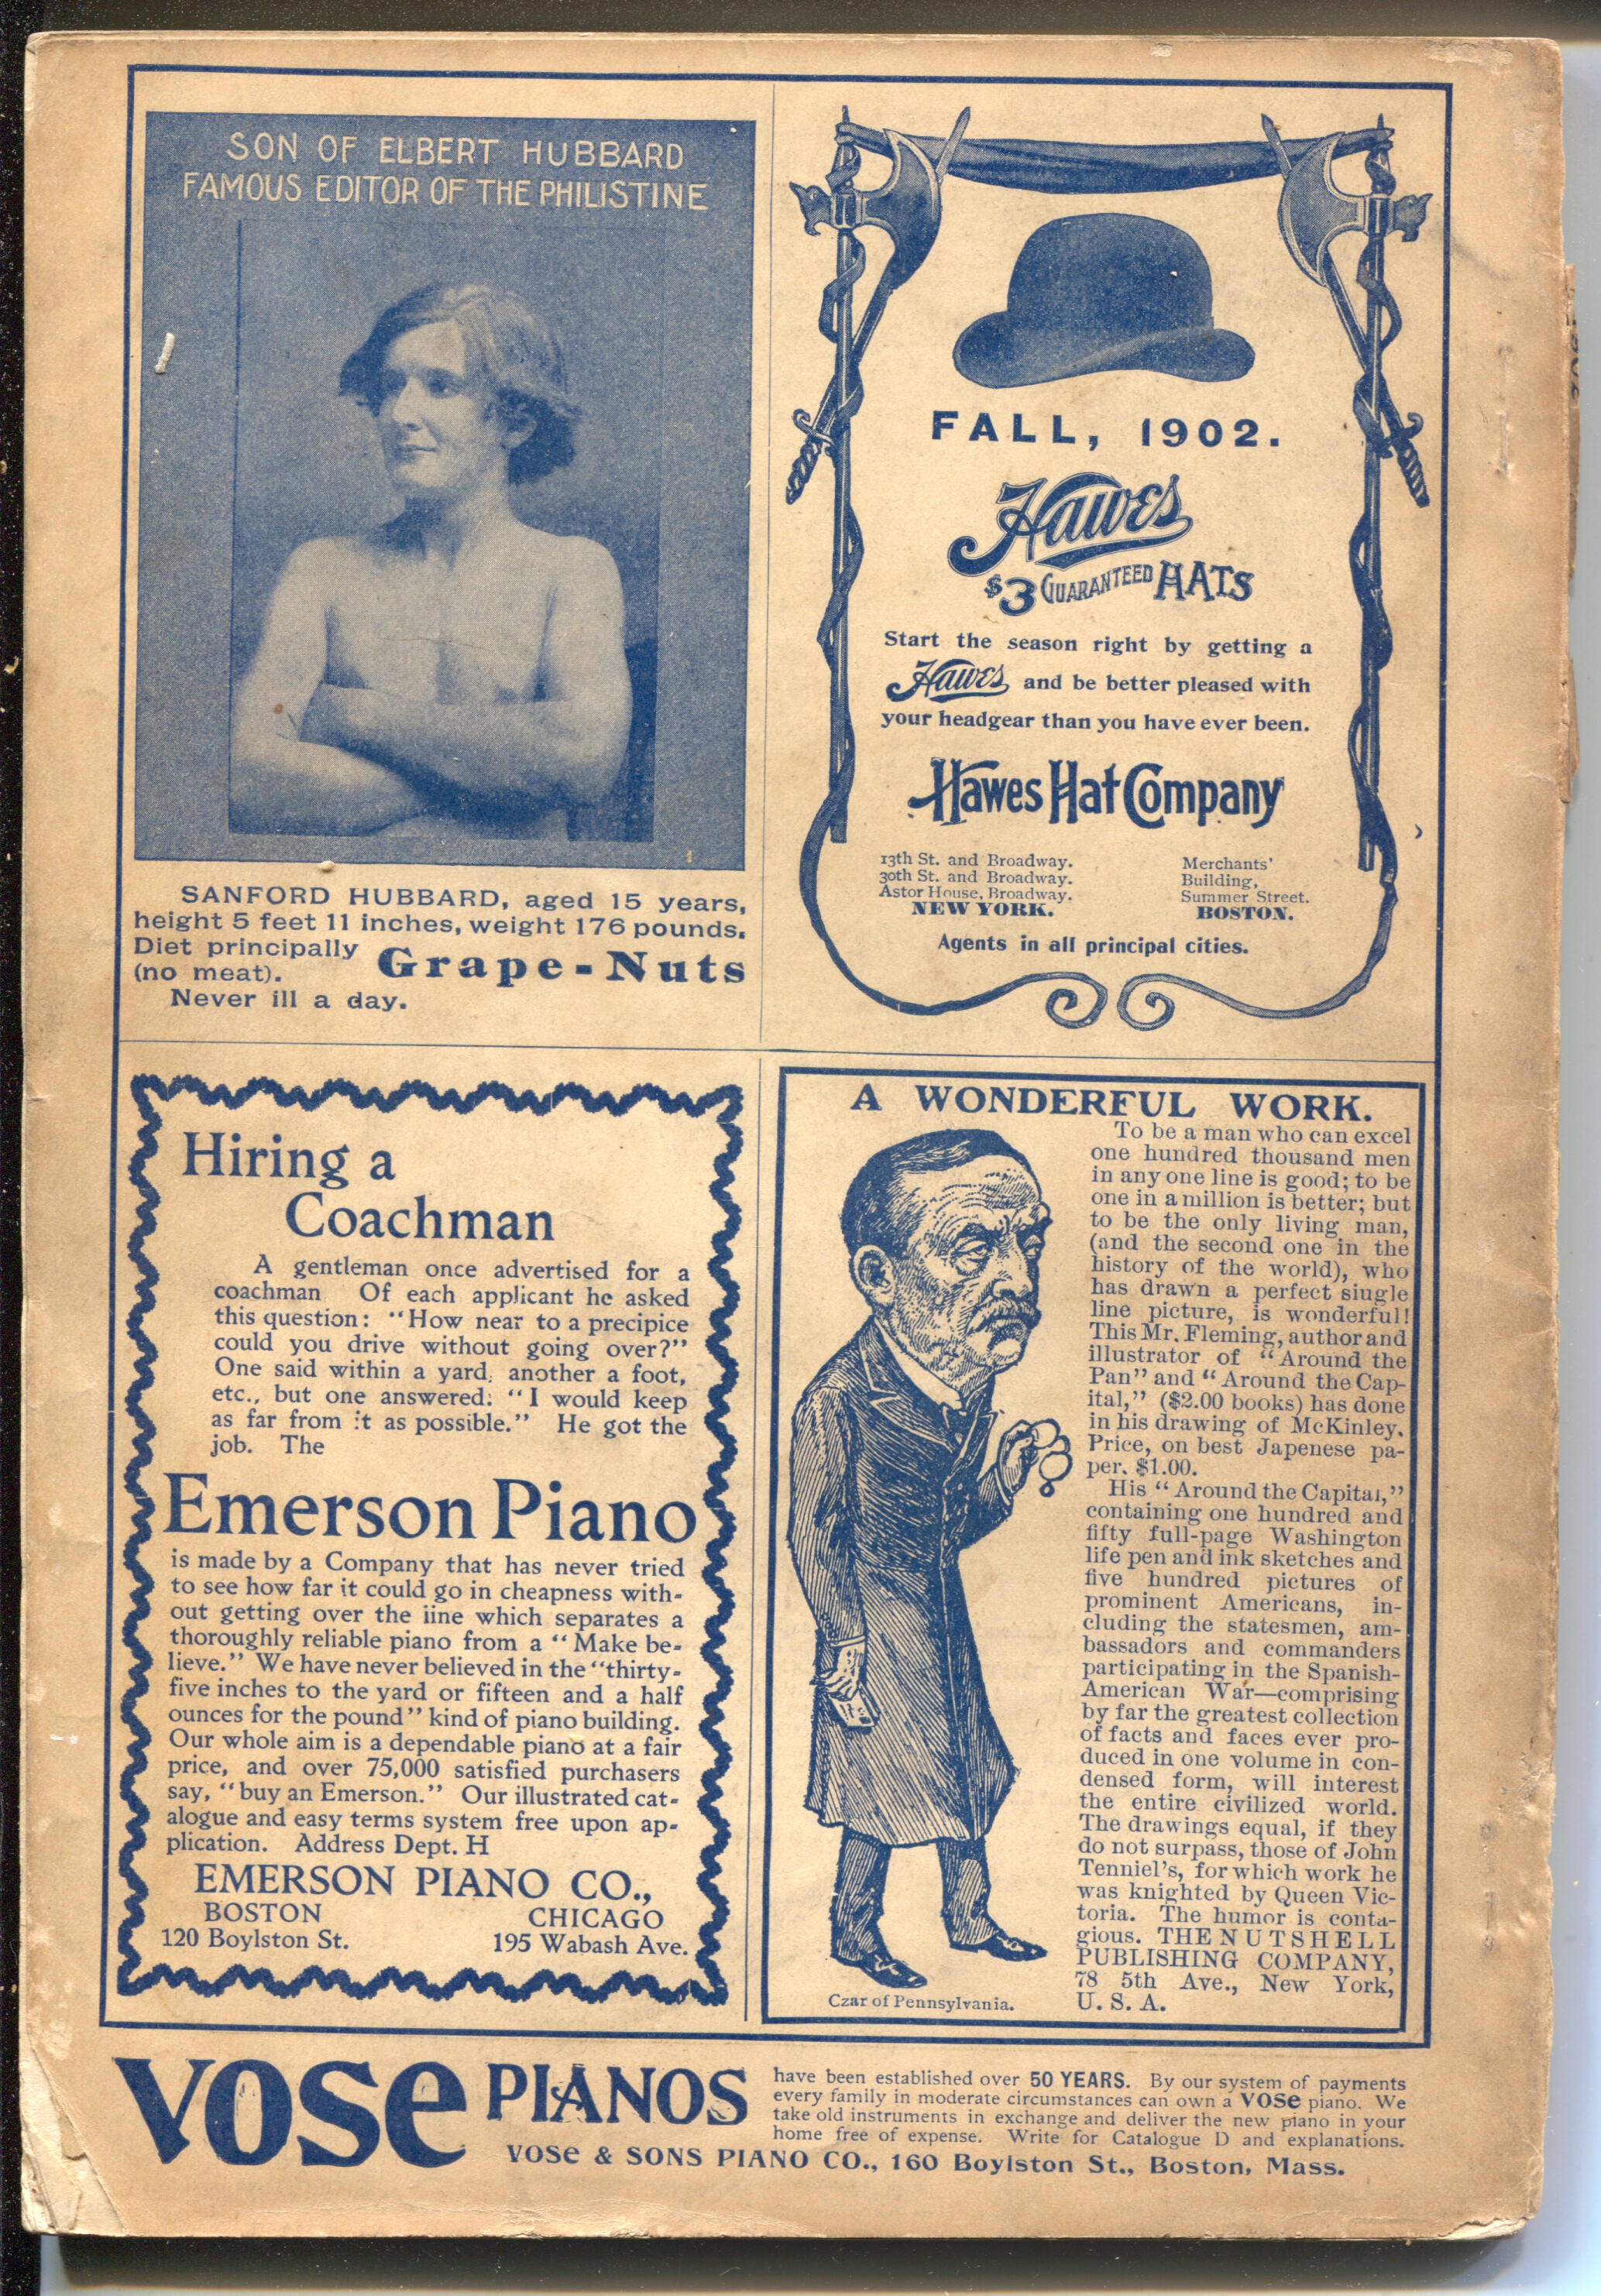 SON OF ELBERT HUBBARD
FAMOUS EDITOR OF THE PHILISTINE
SANFORD HUBBARD, aged 15 years,
height 5 feet 11 inches, weight 176 pounds.
Diet principally
(no meat).
Grape-Nuts
Never ill a day.
FALL, 1902.
Hawes
$3 GUARANTEED HATS
Start the season right by getting a
Hawes and be better pleased with
your headgear than you have ever been.
Hawes Hat Company
13th St. and Broadway.
30th St. and Broadway.
Astor House, Broadway.
NEW YORK.
Merchants'
Building,
Summer Street.
BOSTON.
Agents in all principal cities.
Hiring a
Coachman
A gentleman once advertised for a
coachman Of each applicant he asked
this question: "How near to a precipice
could you drive without going over?"
One said within a yard, another a foot,
etc., but one answered: "I would keep
as far from it as possible." He got the
job. The
Emerson Piano
is made by a Company that has never tried
to see how far it could go in cheapness with-
out getting over the iine which separates a
thoroughly reliable piano from a "Make be-
lieve." We have never believed in the "thirty-
five inches to the yard or fifteen and a half
ounces for the pound" kind of piano building.
Our whole aim is a dependable piano at a fair
price, and over 75,000 satisfied purchasers
say, "buy an Emerson." Our illustrated cat-
alogue and easy terms system free upon ap-
plication. Address Dept. H
EMERSON PIANO CO.,
BOSTON
120 Boylston St.
CHICAGO
195 Wabash Ave.
A WONDERFUL WORK.
To be a man who can excel
one hundred thousand men
in any one line is good; to be
one in a million is better; but
to be the only living man,
(and the second one in the
history of the world), who
has drawn a perfect siugle
line picture, is wonderful!
This Mr. Fleming, author and
illustrator of "Around the
Pan" and "Around the Cap-
ital," ($2.00 books) has done
in his drawing of McKinley.
Price, on best Japenese pa-
per. $1.00.
His "Around the Capital,"
containing one hundred and
fifty full-page Washington
life pen and ink sketches and
five hundred pictures of
prominent Americans, in-
cluding the statesmen, am-
bassadors and commanders
participating in the Spanish-
American War—comprising
by far the greatest collection
of facts and faces ever pro-
duced in one volume in con-
densed form, will interest
the entire civilized world.
The drawings equal, if they
do not surpass, those of John
Tenniel's, for which work he
was knighted by Queen Vic-
toria. The humor is conta-
gious. THE NUTSHELL
PUBLISHING COMPANY,
78 5th Ave., New York,
U. S. A.
Czar of Pennsylvania.
vose PIANOS
have been established over 50 YEARS. By our system of payments
every family in moderate circumstances can own a vose piano. We
take old instruments in exchange and deliver the new piano in your
home free of expense. Write for Catalogue D and explanations.
vose & SONS PIANO CO., 160 Boylston St., Boston, Mass.